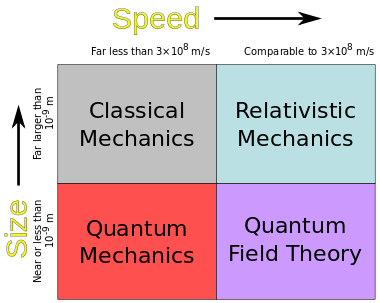 Speed
Far less than 3×10⁸ m/s
Comparable to 3×10⁸ m/s
Size
Far larger than
10⁻⁹ m
Classical
Mechanics
Relativistic
Mechanics
Near or less than
10⁻⁹ m
Quantum
Mechanics
Quantum
Field Theory